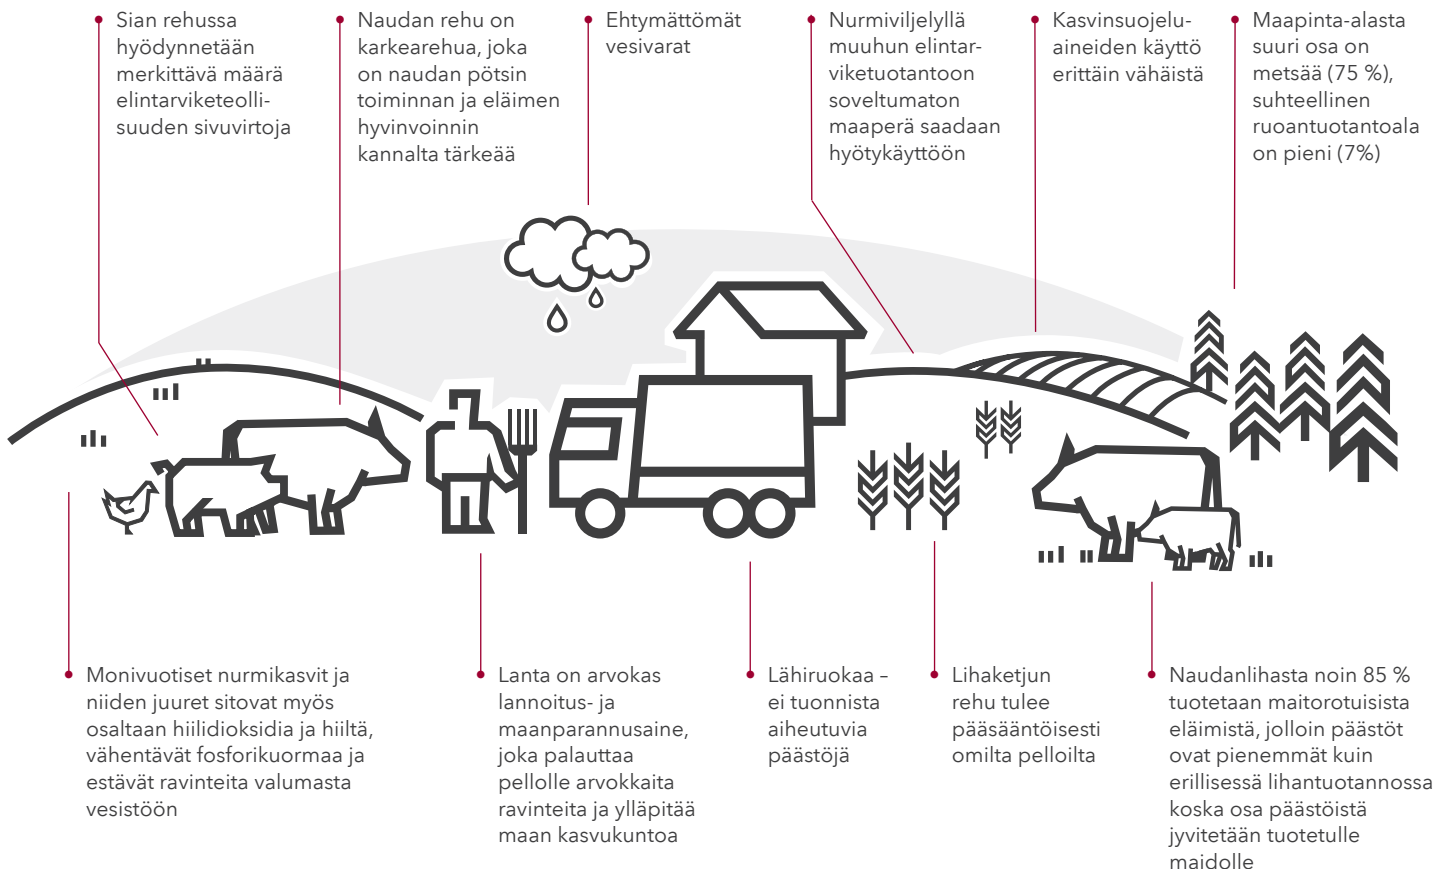 Sian rehussa
hyödynnetään
merkittävä määrä
elintarviketeolli-
suuden sivuvirtoja
Naudan rehu on
karkearehua, joka
on naudan pötsin
toiminnan ja eläimen
hyvinvoinnin
kannalta tärkeää
Ehtymättömät
vesivarat
Nurmiviljelyllä
muuhun elintar-
viketuotantoon
soveltumaton
maaperä saadaan
hyötykäyttöön
Kasvinsuojelu-
aineiden käyttö
erittäin vähäistä
Maapinta-alasta
suuri osa on
metsää (75 %),
suhteellinen
ruoantuotantoala
on pieni (7%)
Monivuotiset nurmikasvit ja
niiden juuret sitovat myös
osaltaan hiilidioksidia ja hiiltä,
vähentävät fosforikuormaa ja
estävät ravinteita valumasta
vesistöön
Lanta on arvokas
lannoitus- ja
maanparannusaine,
joka palauttaa
pellolle arvokkaita
ravinteita ja ylläpitää
maan kasvukuntoa
Lähiruokaa –
ei tuonnista
aiheutuvia
päästöjä
Lihaketjun
rehu tulee
pääsääntöisesti
omilta pelloilta
Naudanlihasta noin 85 %
tuotetaan maitorotuisista
eläimistä, jolloin päästöt
ovat pienemmät kuin
erillisessä lihantuotannossa
koska osa päästöistä
jyvitetään tuotetulle
maidolle